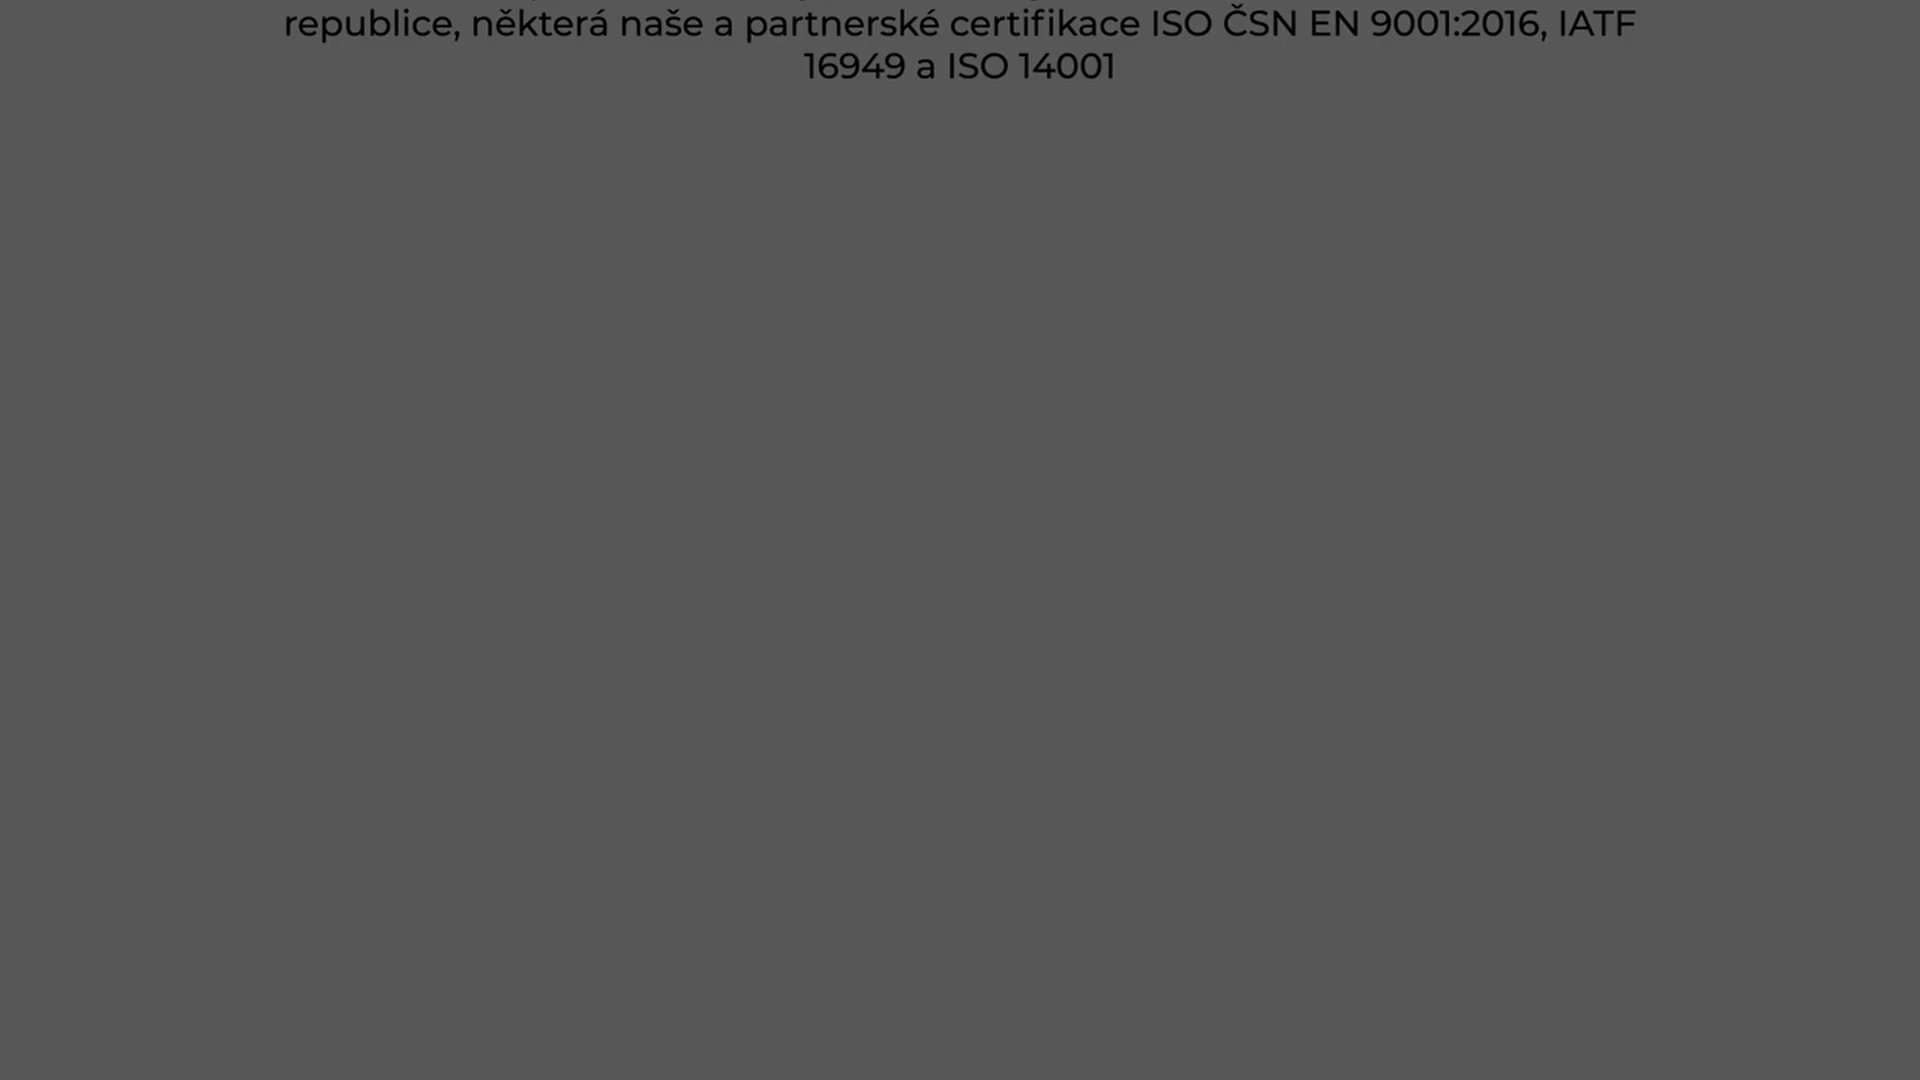 republice, některá naše a partnerské certifikace ISO ČSN EN 9001:2016, IATF
16949 a ISO 14001